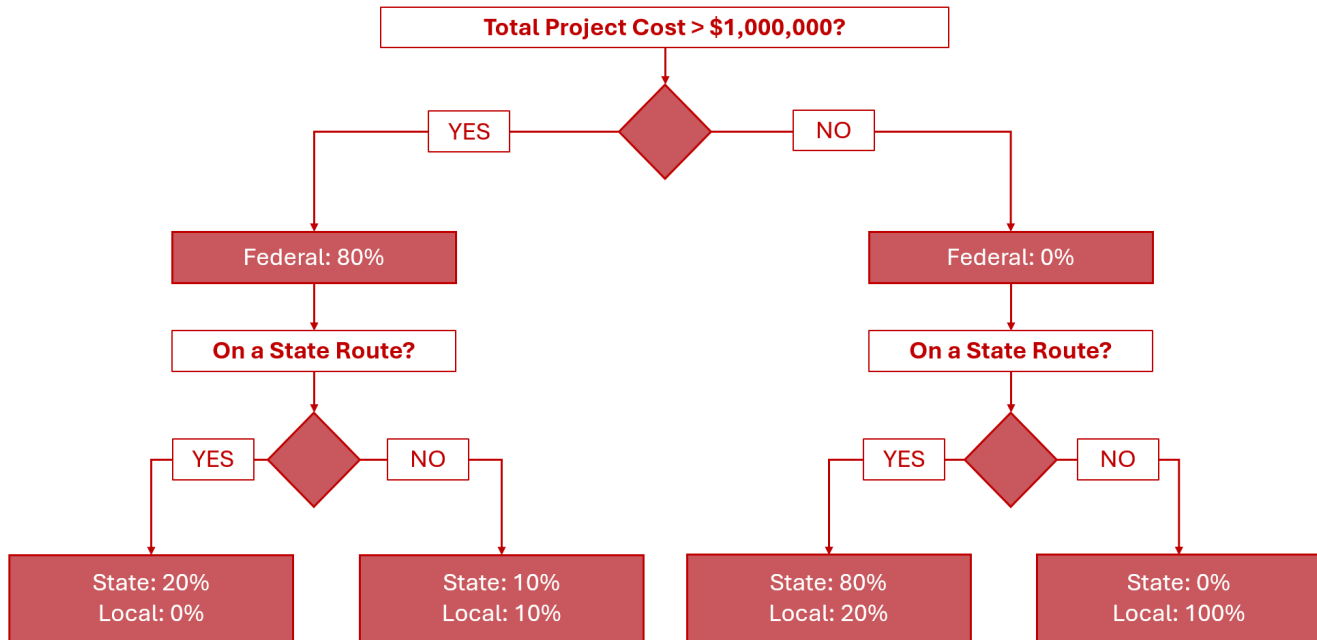 Total Project Cost > $1,000,000?
YES
NO
Federal: 80%
Federal: 0%
On a State Route?
On a State Route?
YES
NO
YES
NO
State: 20%
Local: 0%
State: 10%
Local: 10%
State: 80%
Local: 20%
State: 0%
Local: 100%